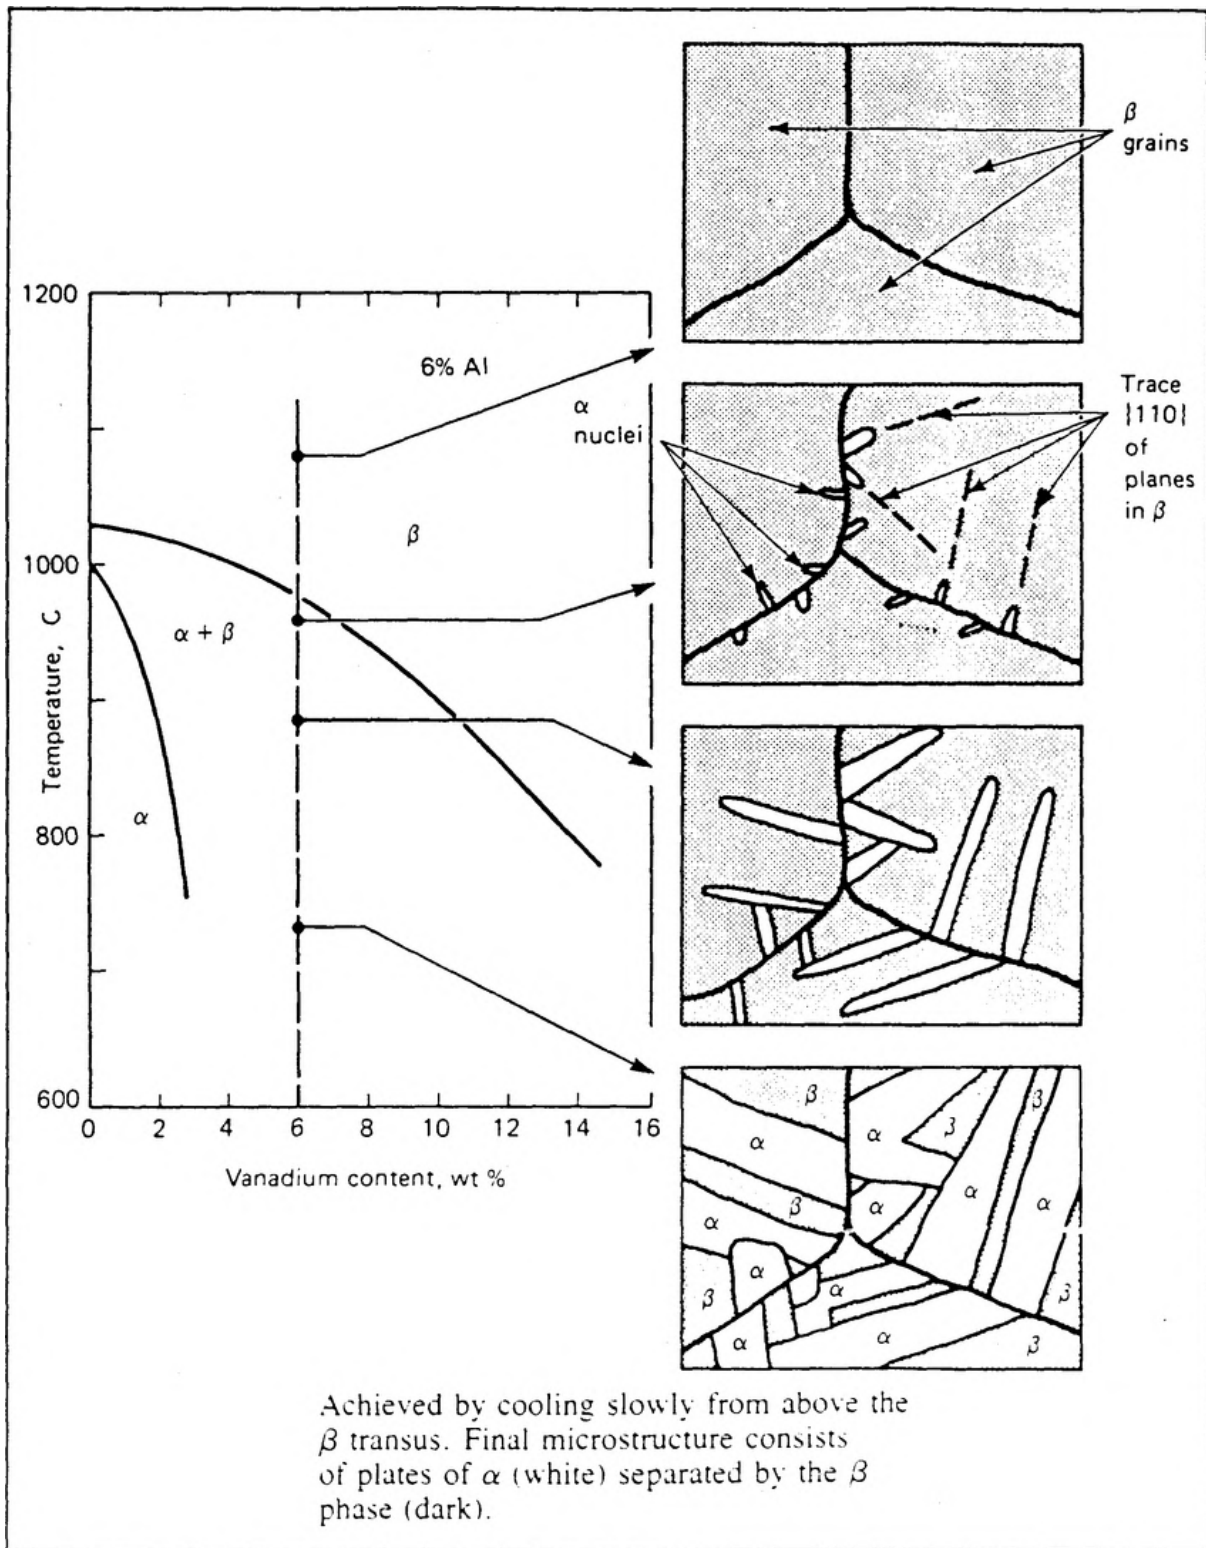 β
grains
1200
6% Al
α
nuclei
Trace
{110}
of
planes
in β
β
1000
α + β
Temperature, C
α
800
600
0 2 4 6 8 10 12 14 16
Vanadium content, wt %
β
α
α
β
β
α
β
α
α
α
β
α
α
β
α
β
β
Achieved by cooling slowly from above the
β transus. Final microstructure consists
of plates of α (white) separated by the β
phase (dark).